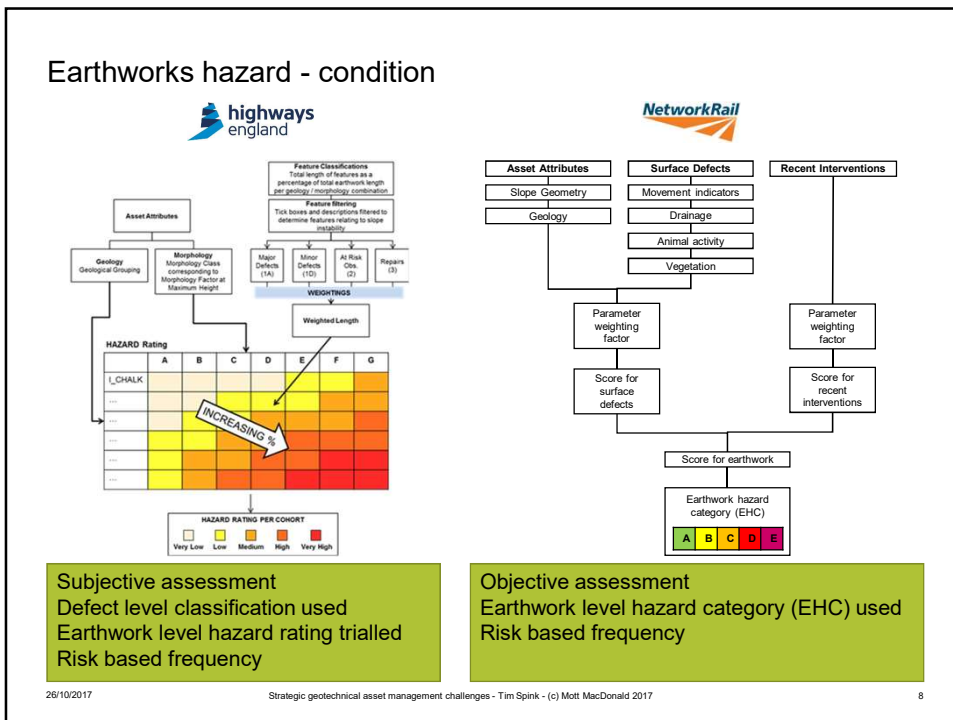 Earthworks hazard - condition
highways
england
NetworkRail
Feature Classifications
Total length of features as a
percentage of total earthwork length
per geology / morphology combination
Feature filtering
Tick boxes and descriptions filtered to
determine features relating to slope
instability
Asset Attributes
Geology
Geological Grouping
Morphology
Morphology Class
corresponding to
Morphology Factor at
Maximum Height
Major
Defects
(1A)
Minor
Defects
(1D)
At Risk
Obs.
(2)
Repairs
(3)
WEIGHTINGS
Weighted Length
HAZARD Rating
A B C D E F G
I_CHALK
...
...
...
...
...
INCREASING %
HAZARD RATING PER COHORT
Very Low Low Medium High Very High
Asset Attributes
Slope Geometry
Geology
Surface Defects
Movement indicators
Drainage
Animal activity
Vegetation
Recent Interventions
Parameter
weighting
factor
Parameter
weighting
factor
Score for
surface
defects
Score for
recent
interventions
Score for earthwork
Earthwork hazard
category (EHC)
A B C D E
Subjective assessment
Defect level classification used
Earthwork level hazard rating trialled
Risk based frequency
Objective assessment
Earthwork level hazard category (EHC) used
Risk based frequency
26/10/2017
Strategic geotechnical asset management challenges - Tim Spink - (c) Mott MacDonald 2017
8